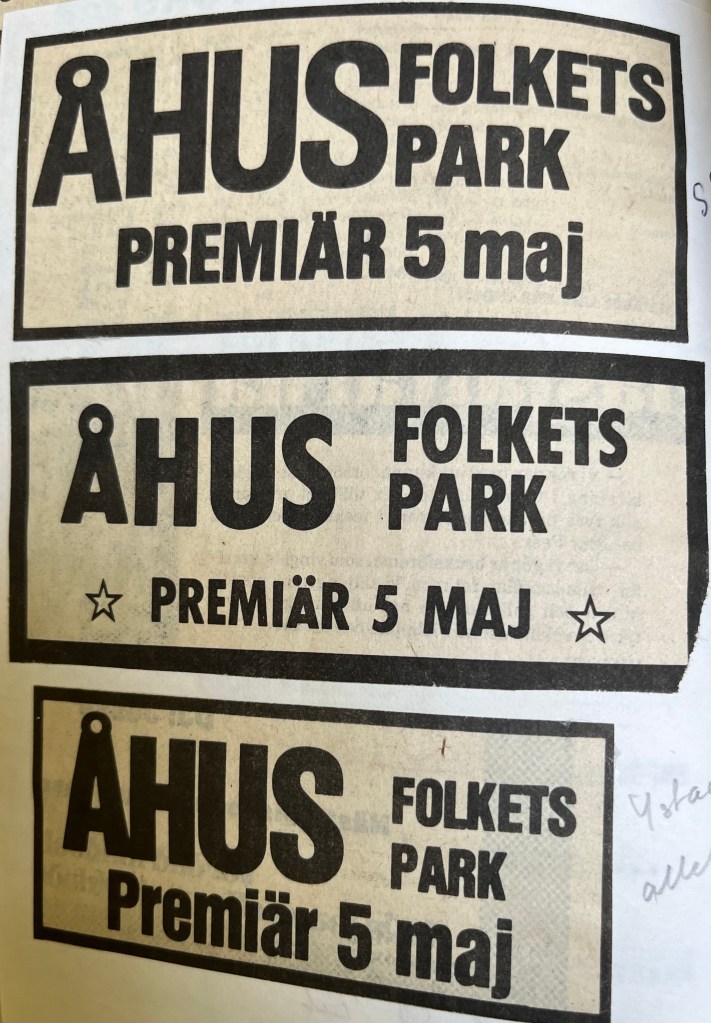 ÅHUS FOLKETS
PARK
PREMIÄR 5 maj
ÅHUS FOLKETS
PARK
☆ PREMIÄR 5 MAJ ☆
ÅHUS FOLKETS
PARK
Premiär 5 maj